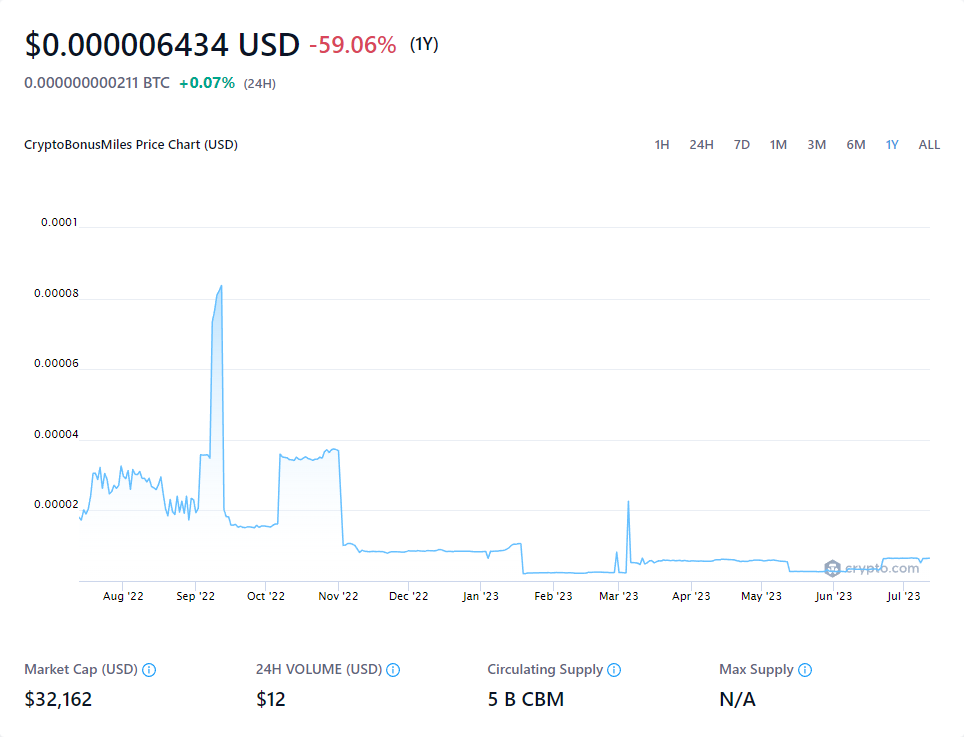 $0.000006434 USD -59.06% (1Y)
0.000000000211 BTC +0.07% (24H)
CryptoBonusMiles Price Chart (USD) 1H 24H 7D 1M 3M 6M 1Y ALL
0.0001
0.00008
0.00006
0.00004
0.00002
crypto.com
Aug '22 Sep '22 Oct '22 Nov '22 Dec '22 Jan '23 Feb '23 Mar '23 Apr '23 May '23 Jun '23 Jul '23
Market Cap (USD) 24H VOLUME (USD) Circulating Supply Max Supply
$32,162 $12 5 B CBM N/A